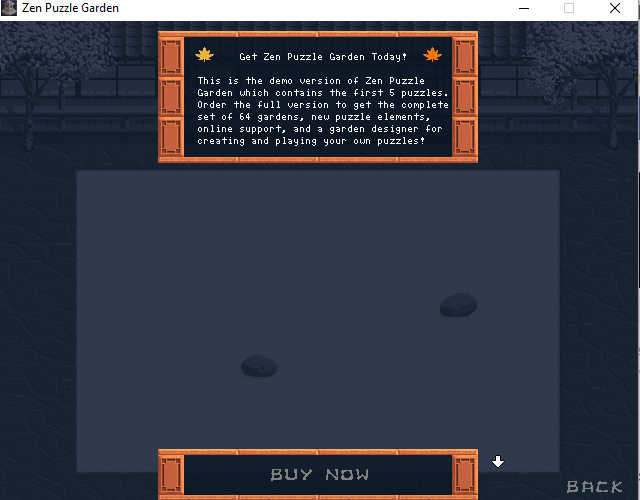 Zen Puzzle Garden
Get Zen Puzzle Garden Today!
This is the demo version of Zen Puzzle
Garden which contains the first 5 puzzles.
Order the full version to get the complete
set of 64 gardens, new puzzle elements,
online support, and a garden designer for
creating and playing your own puzzles!
BUY NOW
BACK